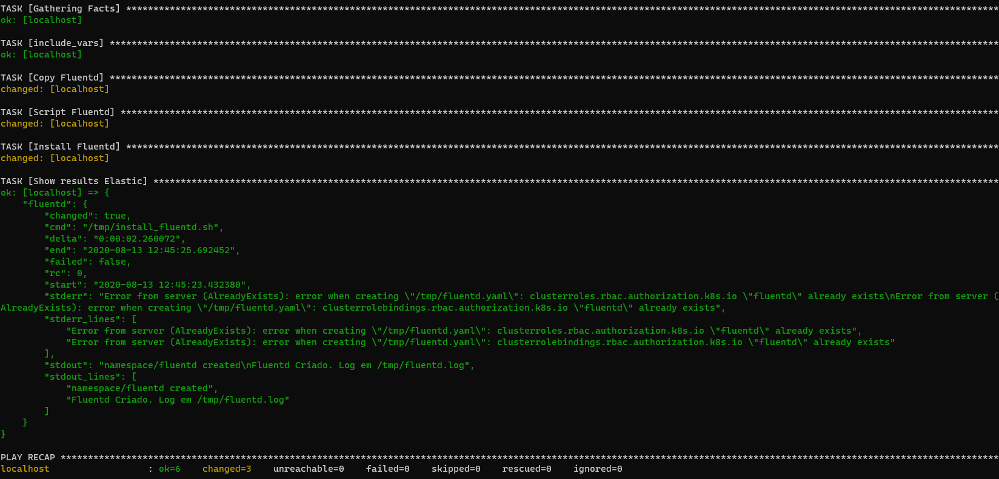 TASK [Gathering Facts] ****************************************************************************************************************************************************************
ok: [localhost]
TASK [include_vars] *******************************************************************************************************************************************************************
ok: [localhost]
TASK [Copy Fluentd] *******************************************************************************************************************************************************************
changed: [localhost]
TASK [Script Fluentd] *****************************************************************************************************************************************************************
changed: [localhost]
TASK [Install Fluentd] ****************************************************************************************************************************************************************
changed: [localhost]
TASK [Show results Elastic] ***********************************************************************************************************************************************************
ok: [localhost] => {
    "fluentd": {
        "changed": true,
        "cmd": "/tmp/install_fluentd.sh",
        "delta": "0:00:02.260072",
        "end": "2020-08-13 12:45:25.692452",
        "failed": false,
        "rc": 0,
        "start": "2020-08-13 12:45:23.432380",
        "stderr": "Error from server (AlreadyExists): error when creating \"/tmp/fluentd.yaml\": clusterroles.rbac.authorization.k8s.io \"fluentd\" already exists\nError from server (
AlreadyExists): error when creating \"/tmp/fluentd.yaml\": clusterrolebindings.rbac.authorization.k8s.io \"fluentd\" already exists",
        "stderr_lines": [
            "Error from server (AlreadyExists): error when creating \"/tmp/fluentd.yaml\": clusterroles.rbac.authorization.k8s.io \"fluentd\" already exists",
            "Error from server (AlreadyExists): error when creating \"/tmp/fluentd.yaml\": clusterrolebindings.rbac.authorization.k8s.io \"fluentd\" already exists"
        ],
        "stdout": "namespace/fluentd created\nFluentd Criado. Log em /tmp/fluentd.log",
        "stdout_lines": [
            "namespace/fluentd created",
            "Fluentd Criado. Log em /tmp/fluentd.log"
        ]
    }
}
PLAY RECAP ****************************************************************************************************************************************************************************
localhost                  : ok=6    changed=3    unreachable=0    failed=0    skipped=0    rescued=0    ignored=0